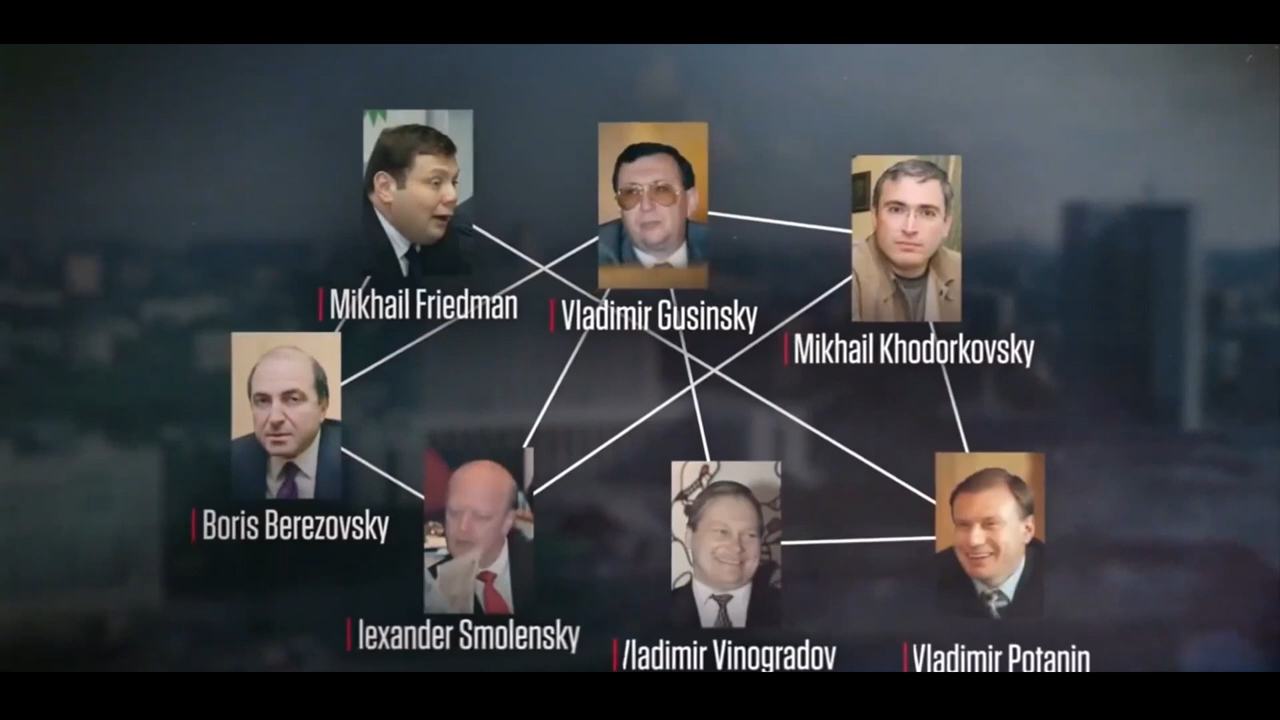 Mikhail Friedman
Vladimir Gusinsky
Mikhail Khodorkovsky
Boris Berezovsky
lexander Smolensky
/ladimir Vinogradov
Vladimir Potanin